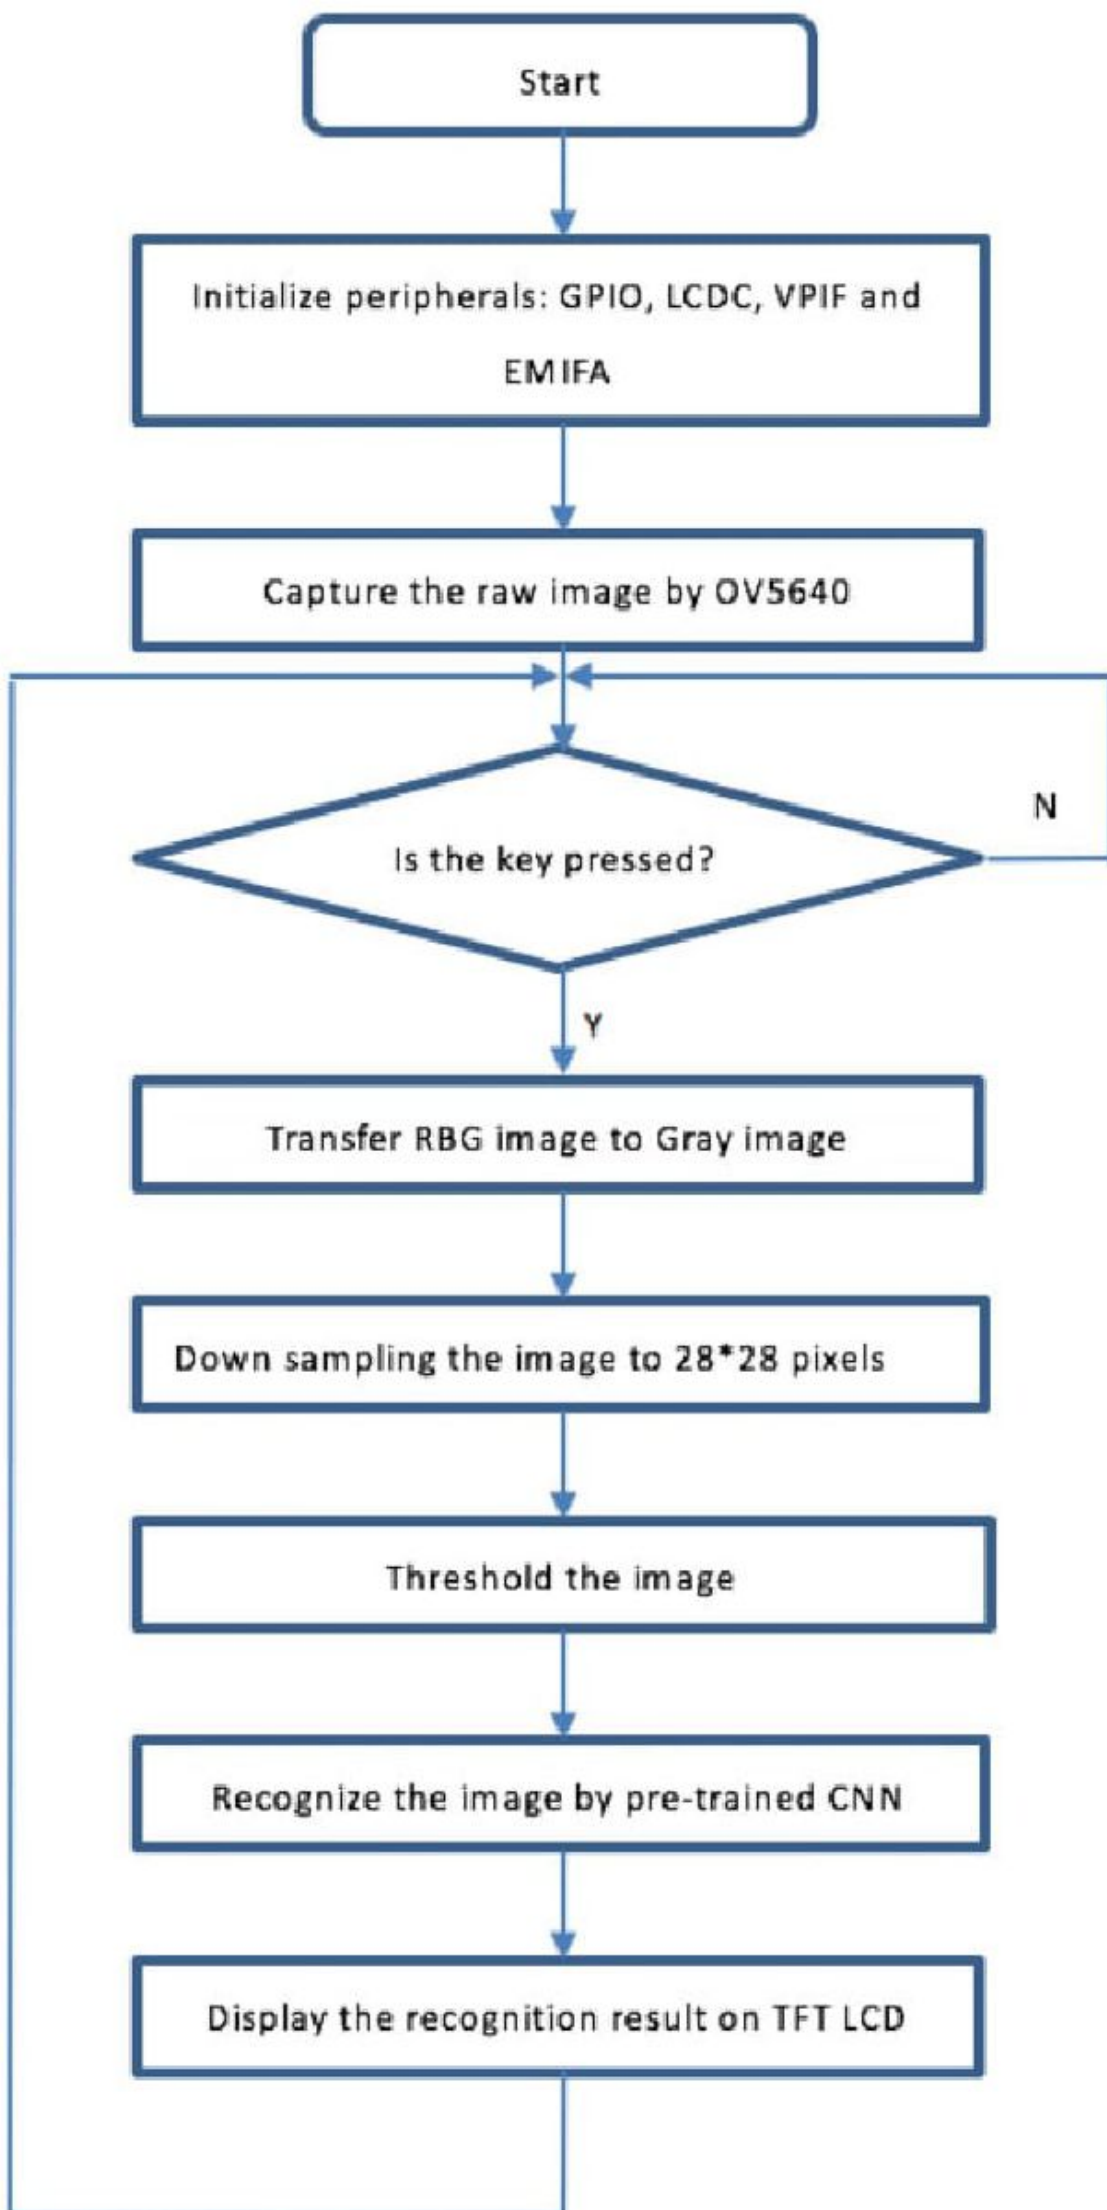 Start
Initialize peripherals: GPIO, LCDC, VPIF and
EMIFA
Capture the raw image by OV5640
Is the key pressed?
N
Y
Transfer RBG image to Gray image
Down sampling the image to 28*28 pixels
Threshold the image
Recognize the image by pre-trained CNN
Display the recognition result on TFT LCD